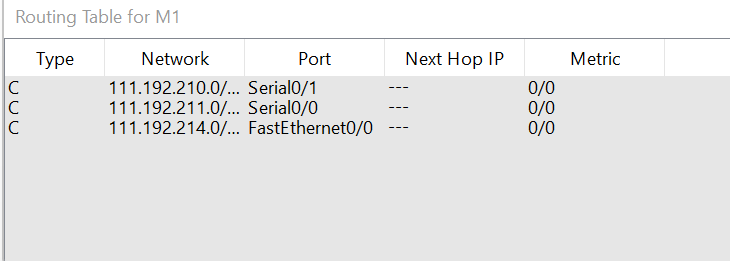 Routing Table for M1
Type Network Port Next Hop IP Metric
C 111.192.210.0/... Serial0/1 --- 0/0
C 111.192.211.0/... Serial0/0 --- 0/0
C 111.192.214.0/... FastEthernet0/0 --- 0/0